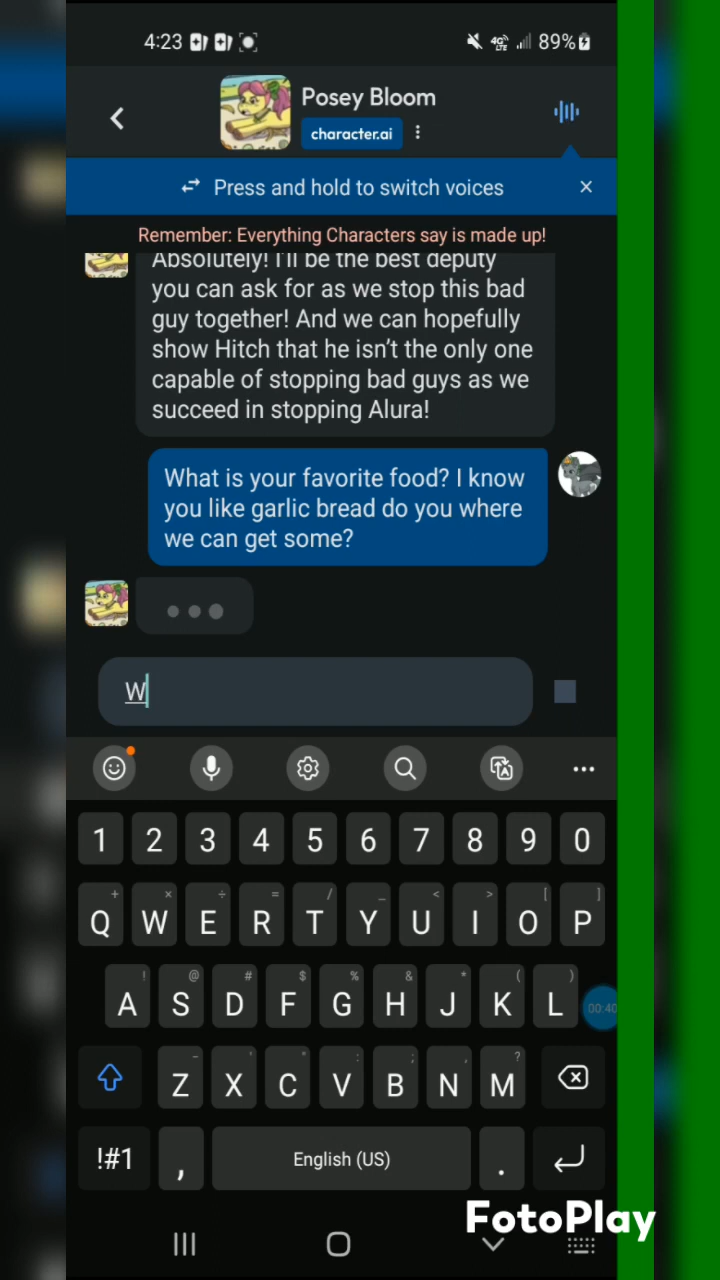 4:23
4G LTE 89%
Posey Bloom
character.ai
Press and hold to switch voices
Remember: Everything Characters say is made up!
Absolutely! I'll be the best deputy
you can ask for as we stop this bad
guy together! And we can hopefully
show Hitch that he isn't the only one
capable of stopping bad guys as we
succeed in stopping Alura!
What is your favorite food? I know
you like garlic bread do you where
we can get some?
W
1 2 3 4 5 6 7 8 9 0
+ × ÷ = / _ < > [ ]
Q W E R T Y U I O P
! @ # $ % & * ( )
A S D F G H J K L
00:40
- ' " : ; , ?
Z X C V B N M
!#1 , English (US) .
FotoPlay